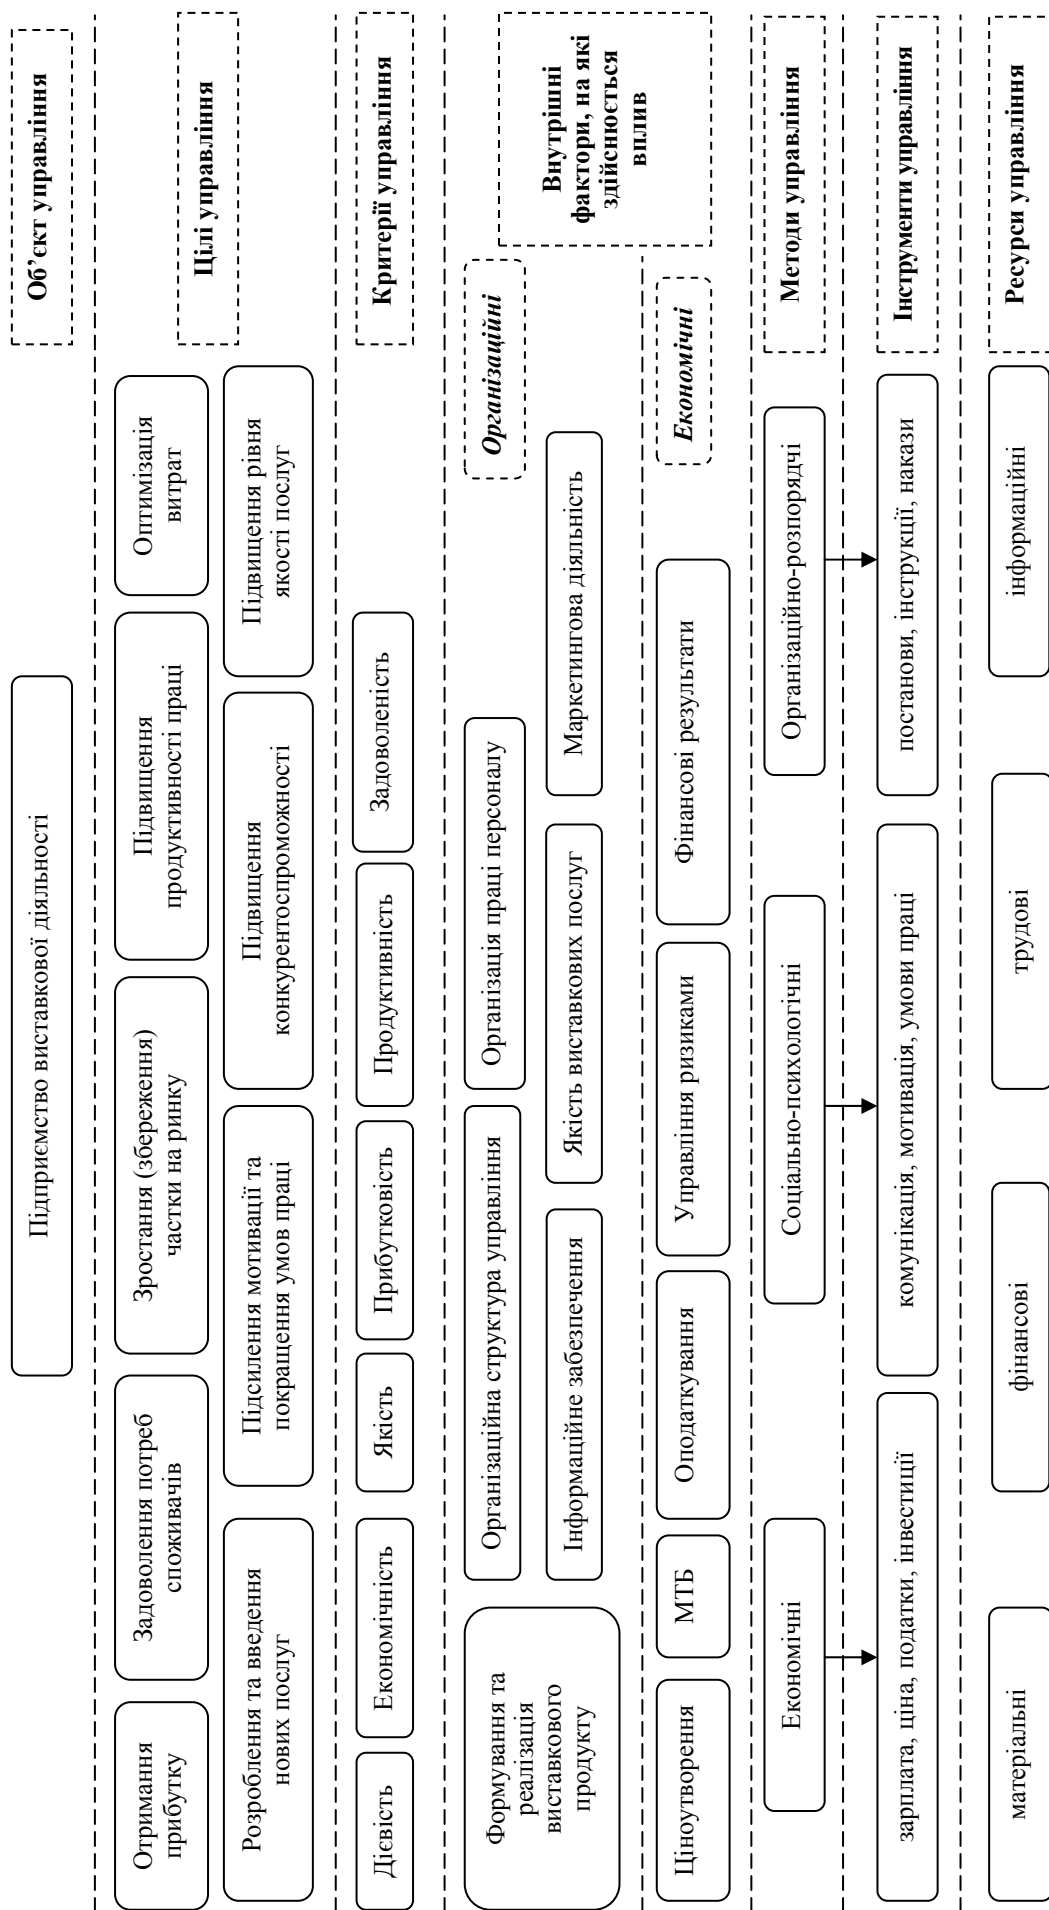 Об’єкт управління
Підприємство виставкової діяльності
Цілі управління
Отримання
прибутку
Задоволення потреб
споживачів
Зростання (збереження)
частки на ринку
Підвищення
продуктивності праці
Оптимізація
витрат
Розроблення та введення
нових послуг
Підсилення мотивації та
покращення умов праці
Підвищення
конкурентоспроможності
Підвищення рівня
якості послуг
Критерії управління
Дієвість
Економічність
Якість
Прибутковість
Продуктивність
Задоволеність
Внутрішні
фактори, на які
здійснюється
вплив
Організаційні
Формування та
реалізація
виставкового
продукту
Організаційна структура управління
Організація праці персоналу
Інформаційне забезпечення
Якість виставкових послуг
Маркетингова діяльність
Економічні
Ціноутворення
МТБ
Оподаткування
Управління ризиками
Фінансові результати
Методи управління
Економічні
Соціально-психологічні
Організаційно-розпорядчі
Інструменти управління
зарплата, ціна, податки, інвестиції
комунікація, мотивація, умови праці
постанови, інструкції, накази
Ресурси управління
матеріальні
фінансові
трудові
інформаційні